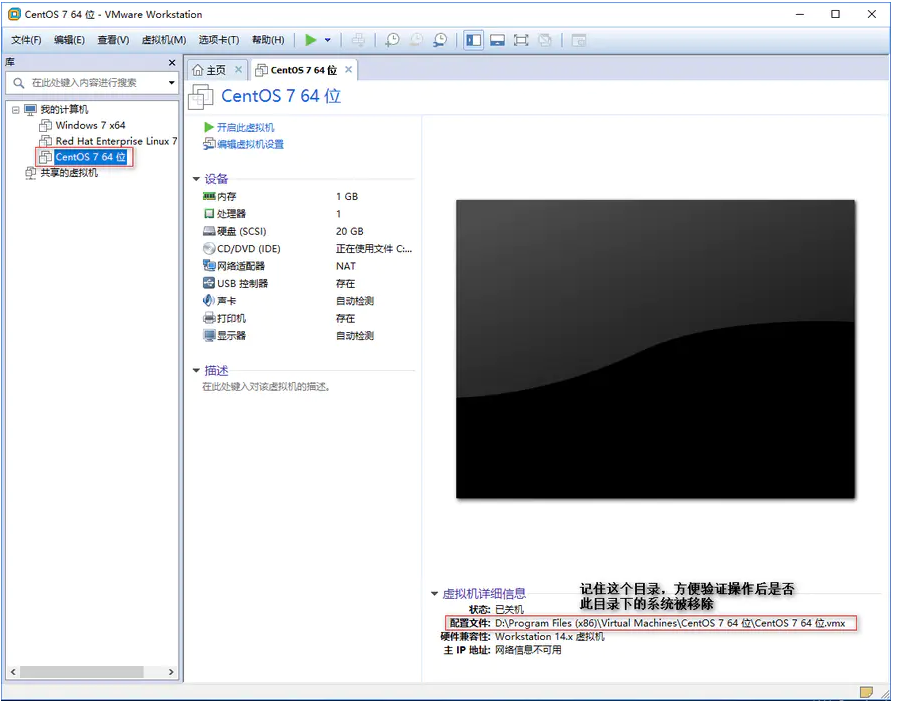 CentOS 7 64 位 - VMware Workstation
文件(F) 编辑(E) 查看(V) 虚拟机(M) 选项卡(T) 帮助(H)
库
在此处键入内容进行搜索
我的计算机
Windows 7 x64
Red Hat Enterprise Linux 7
CentOS 7 64 位
共享的虚拟机
主页 CentOS 7 64 位
CentOS 7 64 位
开启此虚拟机
编辑虚拟机设置
设备
内存 1 GB
处理器 1
硬盘 (SCSI) 20 GB
CD/DVD (IDE) 正在使用文件 C:...
网络适配器 NAT
USB 控制器 存在
声卡 自动检测
打印机 存在
显示器 自动检测
描述
在此处键入对该虚拟机的描述。
记住这个目录，方便验证操作后是否
此目录下的系统被移除
虚拟机详细信息
状态: 已关机
配置文件: D:\Program Files (x86)\Virtual Machines\CentOS 7 64 位\CentOS 7 64 位.vmx
硬件兼容性: Workstation 14.x 虚拟机
主 IP 地址: 网络信息不可用